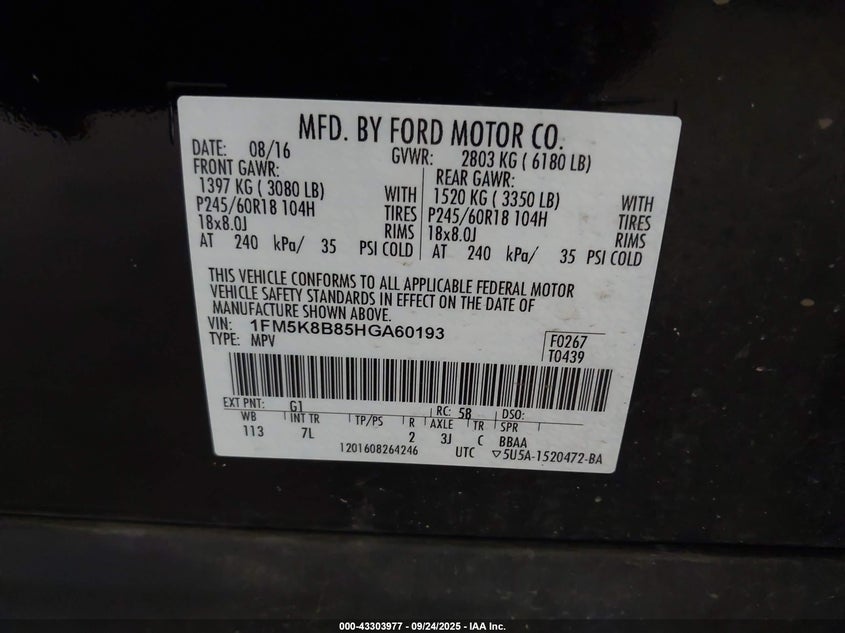 MFD. BY FORD MOTOR CO.
DATE: 08/16 GVWR: 2803 KG ( 6180 LB)
FRONT GAWR: REAR GAWR:
1397 KG ( 3080 LB) WITH 1520 KG ( 3350 LB) WITH
P245/60R18 104H TIRES P245/60R18 104H TIRES
18x8.0J RIMS 18x8.0J RIMS
AT 240 kPa/ 35 PSI COLD AT 240 kPa/ 35 PSI COLD
THIS VEHICLE CONFORMS TO ALL APPLICABLE FEDERAL MOTOR
VEHICLE SAFETY STANDARDS IN EFFECT ON THE DATE OF
MANUFACTURE SHOWN ABOVE.
VIN: 1FM5K8B85HGA60193
TYPE: MPV
F0267
T0439
EXT PNT: G1 RC: 58 DSO:
WB INT TR TP/PS R AXLE TR SPR
113 7L 2 3J C BBAA
1201608264246 UTC ▽5U5A-1520472-BA
000-43303977 - 09/24/2025 - IAA Inc.